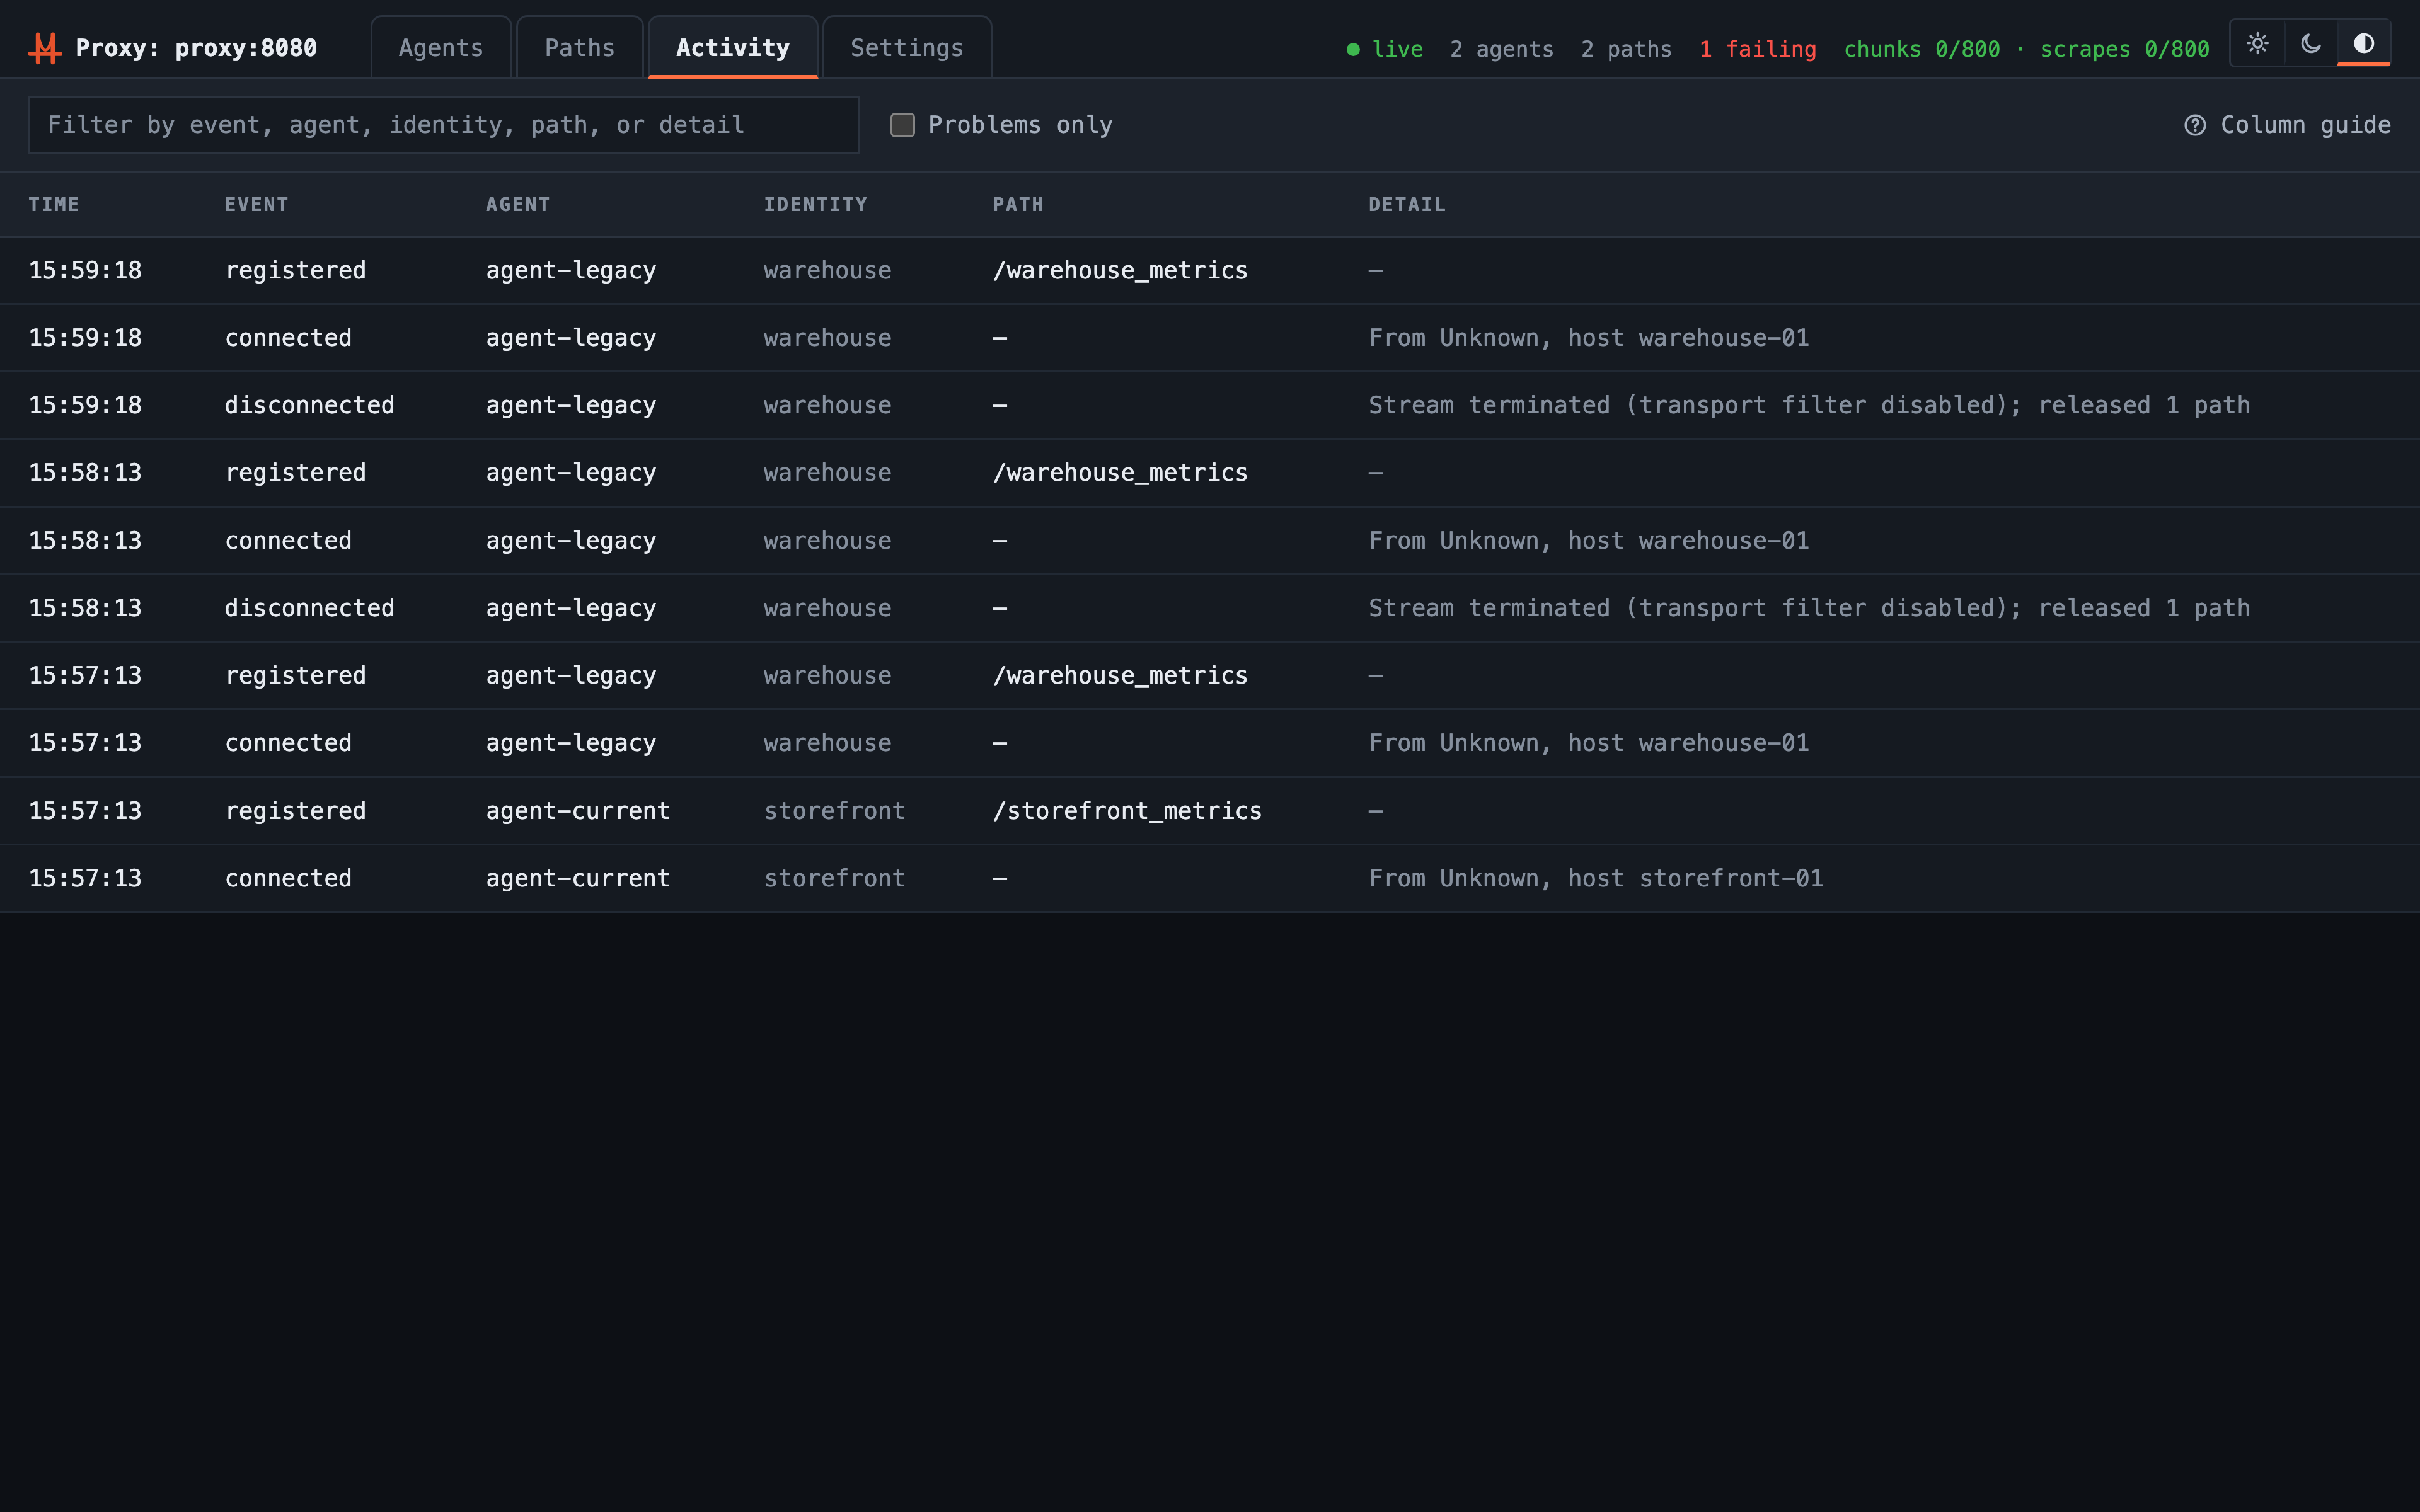 Proxy: proxy:8080 Agents Paths Activity Settings live 2 agents 2 paths 1 failing chunks 0/800 · scrapes 0/800
Filter by event, agent, identity, path, or detail Problems only Column guide
TIME EVENT AGENT IDENTITY PATH DETAIL
15:59:18 registered agent-legacy warehouse /warehouse_metrics —
15:59:18 connected agent-legacy warehouse — From Unknown, host warehouse-01
15:59:18 disconnected agent-legacy warehouse — Stream terminated (transport filter disabled); released 1 path
15:58:13 registered agent-legacy warehouse /warehouse_metrics —
15:58:13 connected agent-legacy warehouse — From Unknown, host warehouse-01
15:58:13 disconnected agent-legacy warehouse — Stream terminated (transport filter disabled); released 1 path
15:57:13 registered agent-legacy warehouse /warehouse_metrics —
15:57:13 connected agent-legacy warehouse — From Unknown, host warehouse-01
15:57:13 registered agent-current storefront /storefront_metrics —
15:57:13 connected agent-current storefront — From Unknown, host storefront-01